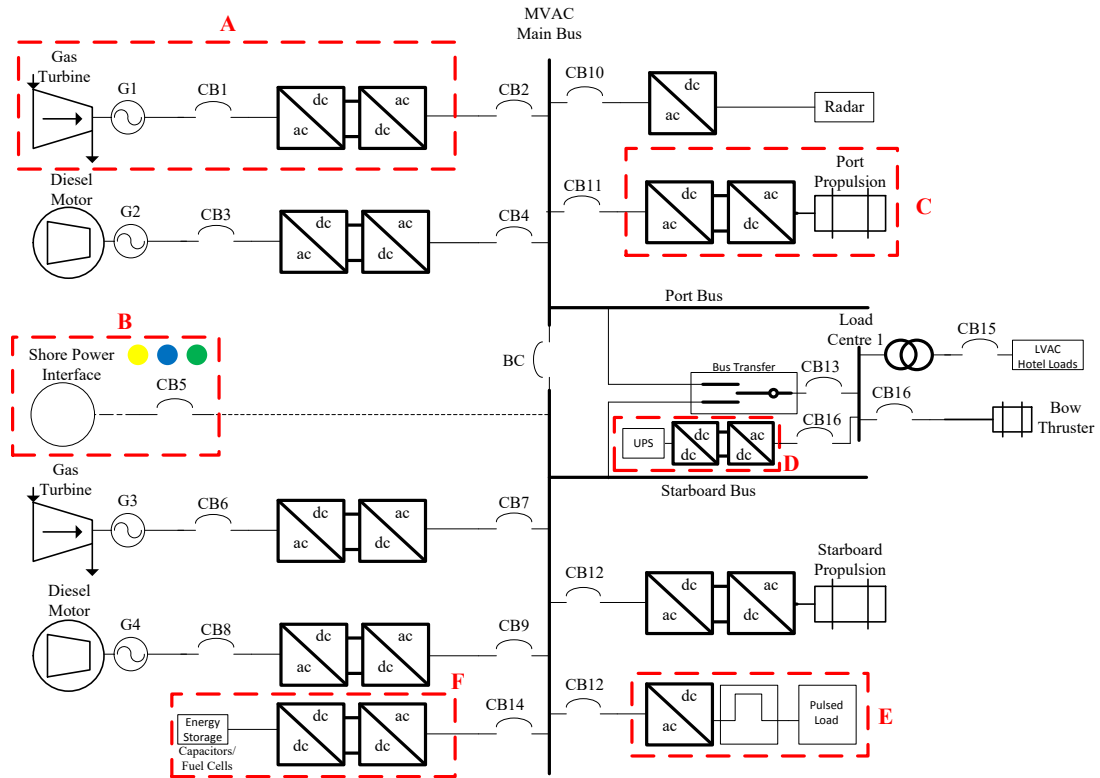 A
MVAC
Main Bus
Gas
Turbine
G1
CB1
dc
ac
ac
dc
CB2
CB10
dc
ac
Radar
Diesel
Motor
G2
CB3
dc
ac
ac
dc
CB4
CB11
dc
ac
ac
dc
Port
Propulsion
C
Port Bus
B
Shore Power
Interface
CB5
BC
Bus Transfer
CB13
Load
Centre 1
CB15
LVAC
Hotel Loads
CB16
Bow
Thruster
UPS
dc
dc
ac
dc
CB16
D
Starboard Bus
Gas
Turbine
G3
CB6
dc
ac
ac
dc
CB7
CB12
dc
ac
ac
dc
Starboard
Propulsion
Diesel
Motor
G4
CB8
dc
ac
ac
dc
CB9
F
Energy
Storage
Capacitors/
Fuel Cells
dc
dc
ac
dc
CB14
CB12
dc
ac
Pulsed
Load
E